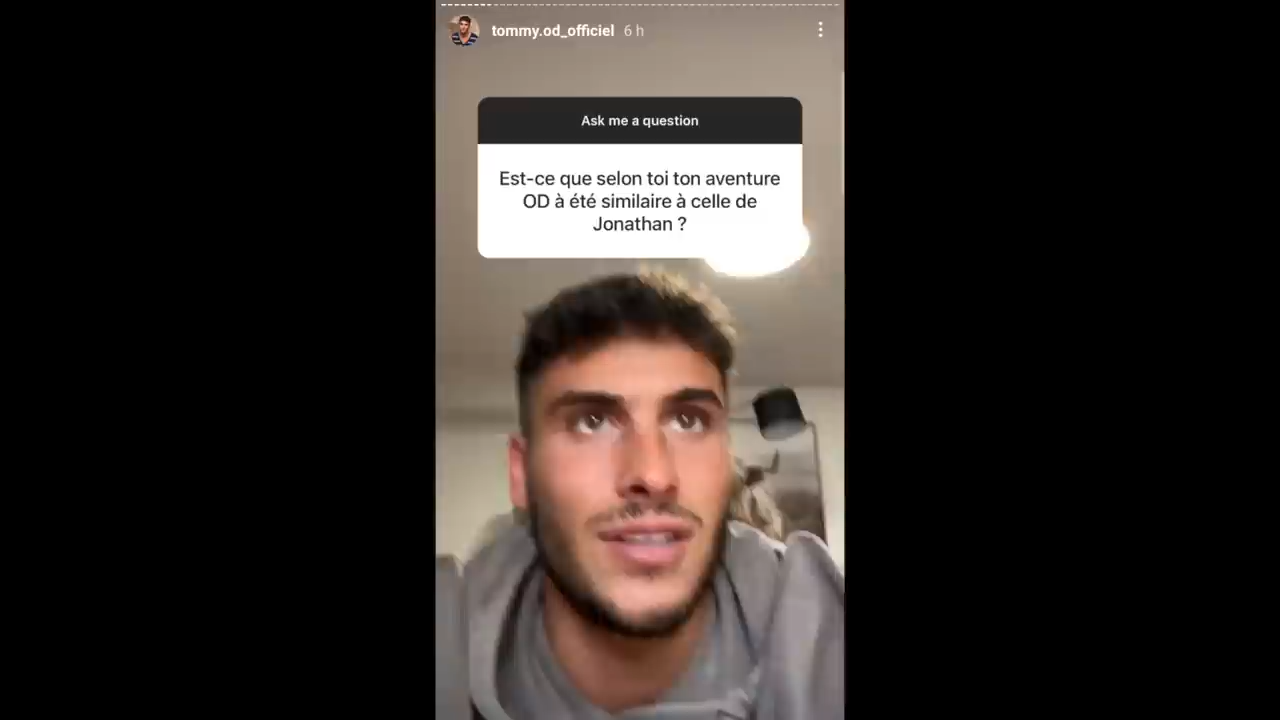 tommy.od_officiel 6 h
Ask me a question
Est-ce que selon toi ton aventure
OD à été similaire à celle de
Jonathan ?